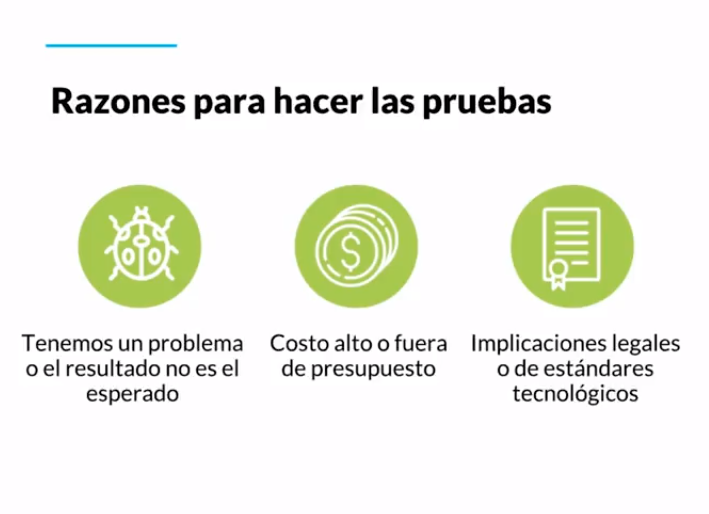 Razones para hacer las pruebas
$
Tenemos un problema
o el resultado no es el
esperado
Costo alto o fuera
de presupuesto
Implicaciones legales
o de estándares
tecnológicos